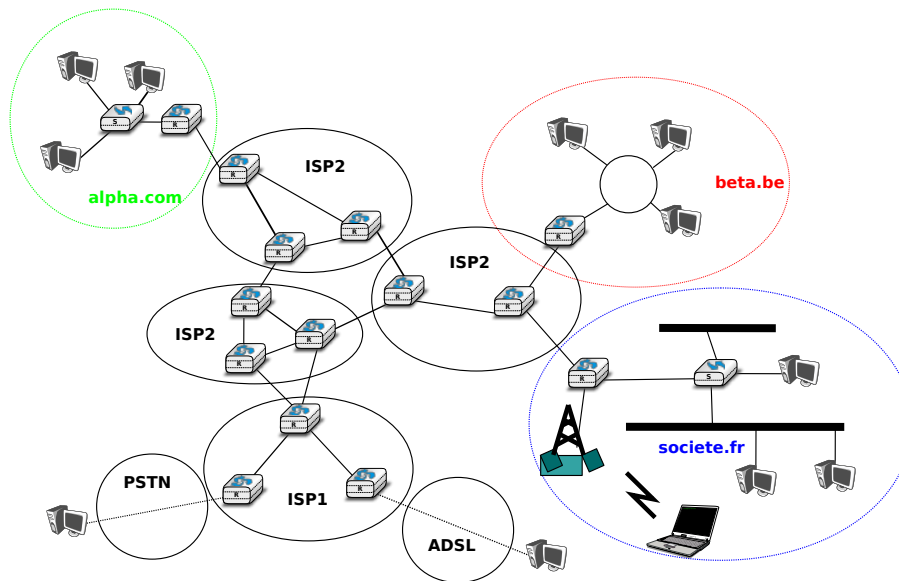 S
R
alpha.com
ISP2
R
R
R
beta.be
R
ISP2
R
R
R
ISP2
R
R
R
S
societe.fr
R
PSTN
R
ISP1
R
ADSL